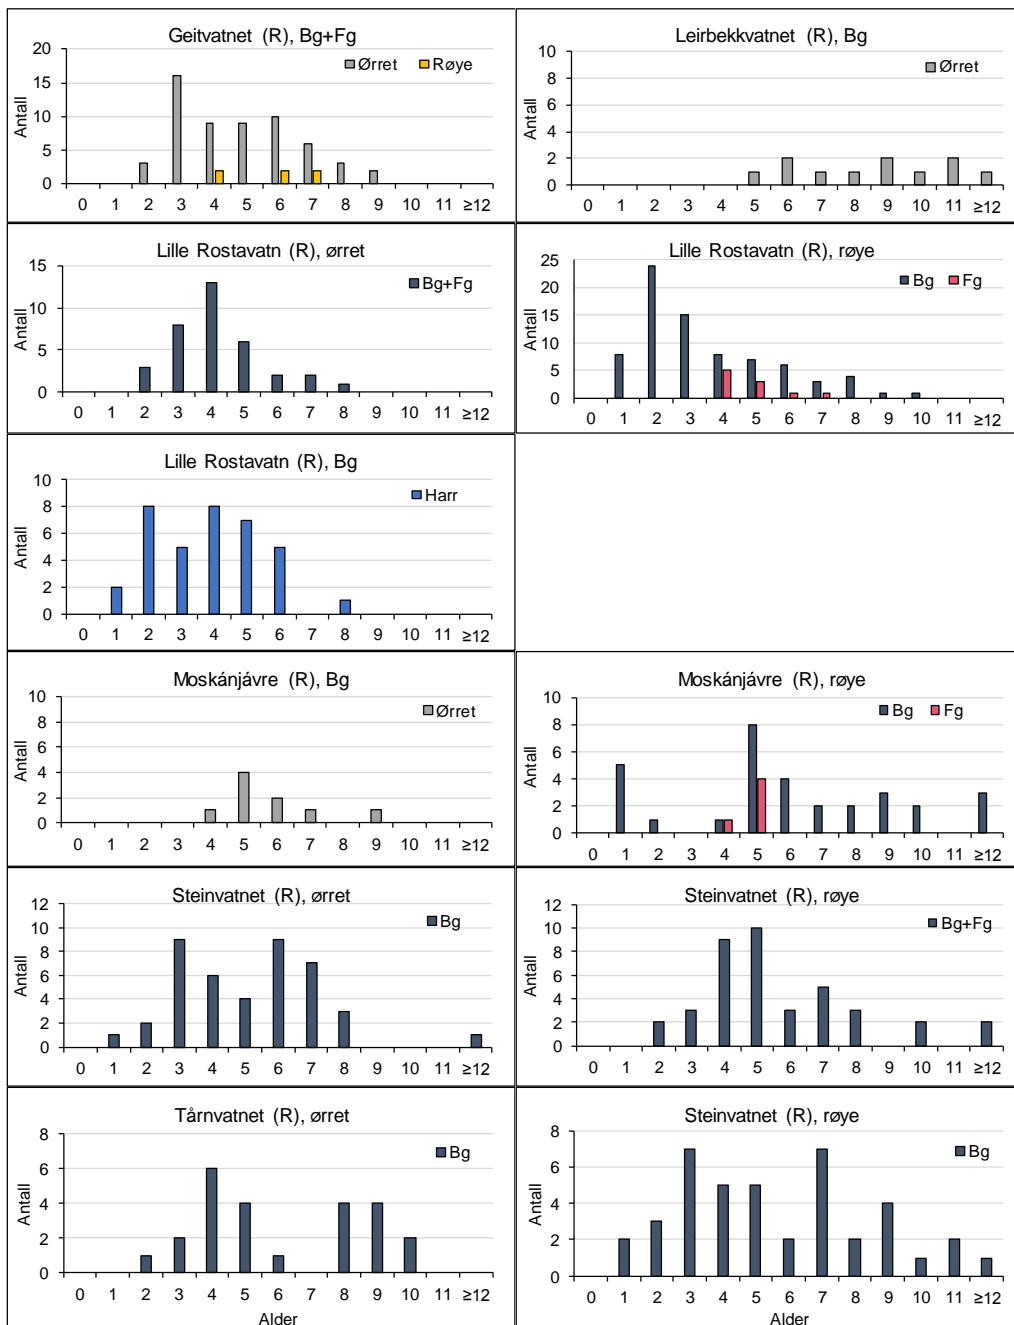 Geitvatnet (R), Bg+Fg
Ørret Røye
Antall
20
15
10
5
0
0 1 2 3 4 5 6 7 8 9 10 11 ≥12
Leirbekkvatnet (R), Bg
Ørret
Antall
10
8
6
4
2
0
0 1 2 3 4 5 6 7 8 9 10 11 ≥12
Lille Rostavatn (R), ørret
Bg+Fg
Antall
15
10
5
0
0 1 2 3 4 5 6 7 8 9 10 11 ≥12
Lille Rostavatn (R), røye
Bg Fg
Antall
25
20
15
10
5
0
0 1 2 3 4 5 6 7 8 9 10 11 ≥12
Lille Rostavatn (R), Bg
Harr
Antall
10
8
6
4
2
0
0 1 2 3 4 5 6 7 8 9 10 11 ≥12
Moskánjávre (R), Bg
Ørret
Antall
10
8
6
4
2
0
0 1 2 3 4 5 6 7 8 9 10 11 ≥12
Moskánjávre (R), røye
Bg Fg
Antall
10
8
6
4
2
0
0 1 2 3 4 5 6 7 8 9 10 11 ≥12
Steinvatnet (R), ørret
Bg
Antall
12
10
8
6
4
2
0
0 1 2 3 4 5 6 7 8 9 10 11 ≥12
Steinvatnet (R), røye
Bg+Fg
Antall
12
10
8
6
4
2
0
0 1 2 3 4 5 6 7 8 9 10 11 ≥12
Tårnvatnet (R), ørret
Bg
Antall
8
6
4
2
0
0 1 2 3 4 5 6 7 8 9 10 11 ≥12
Alder
Steinvatnet (R), røye
Bg
Antall
8
6
4
2
0
0 1 2 3 4 5 6 7 8 9 10 11 ≥12
Alder